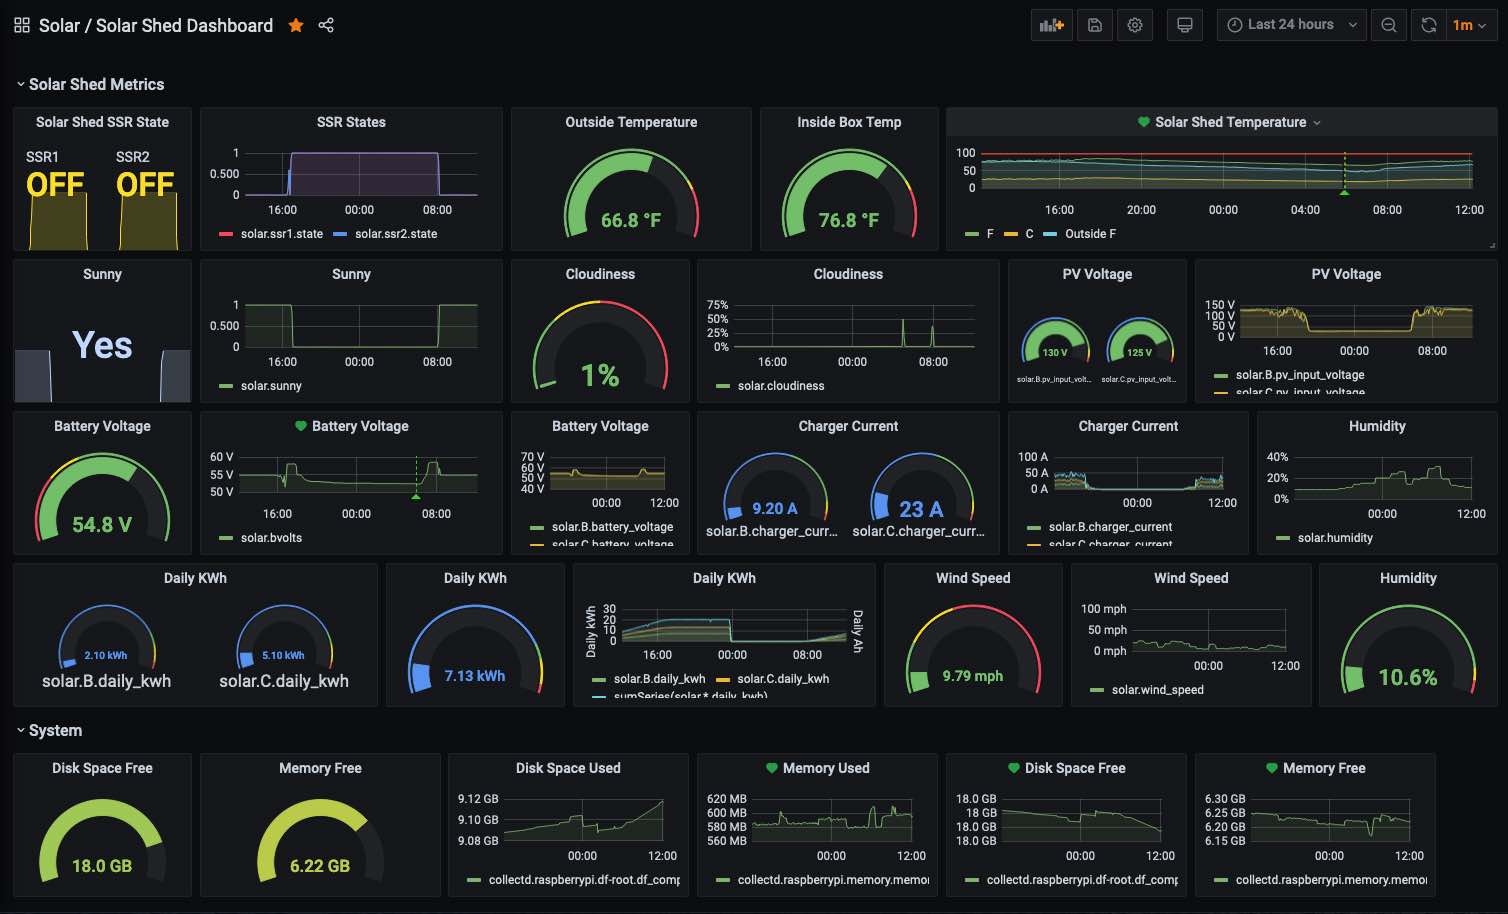 Solar / Solar Shed Dashboard
Last 24 hours
1m
Solar Shed Metrics
Solar Shed SSR State
SSR1
SSR2
OFF
OFF
SSR States
1
0.500
0
16:00 00:00 08:00
solar.ssr1.state solar.ssr2.state
Outside Temperature
66.8 °F
Inside Box Temp
76.8 °F
Solar Shed Temperature
100
50
0
16:00 20:00 00:00 04:00 08:00 12:00
F C Outside F
Sunny
Yes
Sunny
1
0.500
0
16:00 00:00 08:00
solar.sunny
Cloudiness
1%
Cloudiness
75%
50%
25%
0%
16:00 00:00 08:00
solar.cloudiness
PV Voltage
130 V
125 V
solar.B.pv_input_volt...
solar.C.pv_input_volt...
PV Voltage
150 V
100 V
50 V
0 V
16:00 00:00 08:00
solar.B.pv_input_voltage
solar.C.pv_input_voltage
Battery Voltage
54.8 V
Battery Voltage
60 V
55 V
50 V
16:00 00:00 08:00
solar.bvolts
Battery Voltage
70 V
60 V
50 V
40 V
00:00 12:00
solar.B.battery_voltage
solar.C.battery_voltage
Charger Current
9.20 A
23 A
solar.B.charger_curr...
solar.C.charger_curr...
Charger Current
100 A
50 A
0 A
00:00 12:00
solar.B.charger_current
solar.C.charger_current
Humidity
40%
20%
0%
00:00 12:00
solar.humidity
Daily KWh
2.10 kWh
5.10 kWh
solar.B.daily_kwh
solar.C.daily_kwh
Daily KWh
7.13 kWh
Daily KWh
Daily kWh
30
20
10
0
Daily Ah
16:00 00:00 08:00
solar.B.daily_kwh solar.C.daily_kwh
sumSeries(solar.*.daily_kwh)
Wind Speed
9.79 mph
Wind Speed
100 mph
50 mph
0 mph
00:00 12:00
solar.wind_speed
Humidity
10.6%
System
Disk Space Free
18.0 GB
Memory Free
6.22 GB
Disk Space Used
9.12 GB
9.10 GB
9.08 GB
00:00 12:00
collectd.raspberrypi.df-root.df_comp
Memory Used
620 MB
600 MB
580 MB
560 MB
00:00 12:00
collectd.raspberrypi.memory.memor
Disk Space Free
18.0 GB
18 GB
18.0 GB
18.0 GB
00:00 12:00
collectd.raspberrypi.df-root.df_comp
Memory Free
6.30 GB
6.25 GB
6.20 GB
6.15 GB
00:00 12:00
collectd.raspberrypi.memory.memor